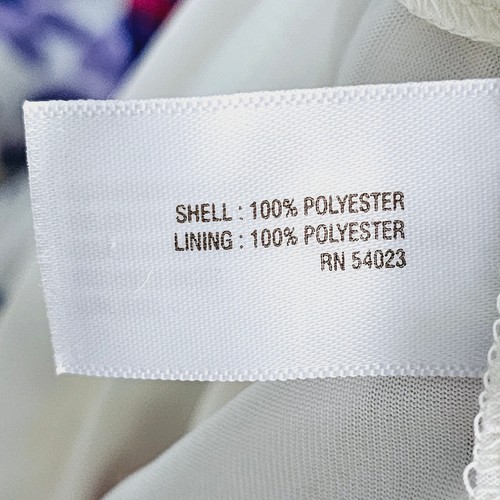 SHELL : 100% POLYESTER
LINING : 100% POLYESTER
RN 54023